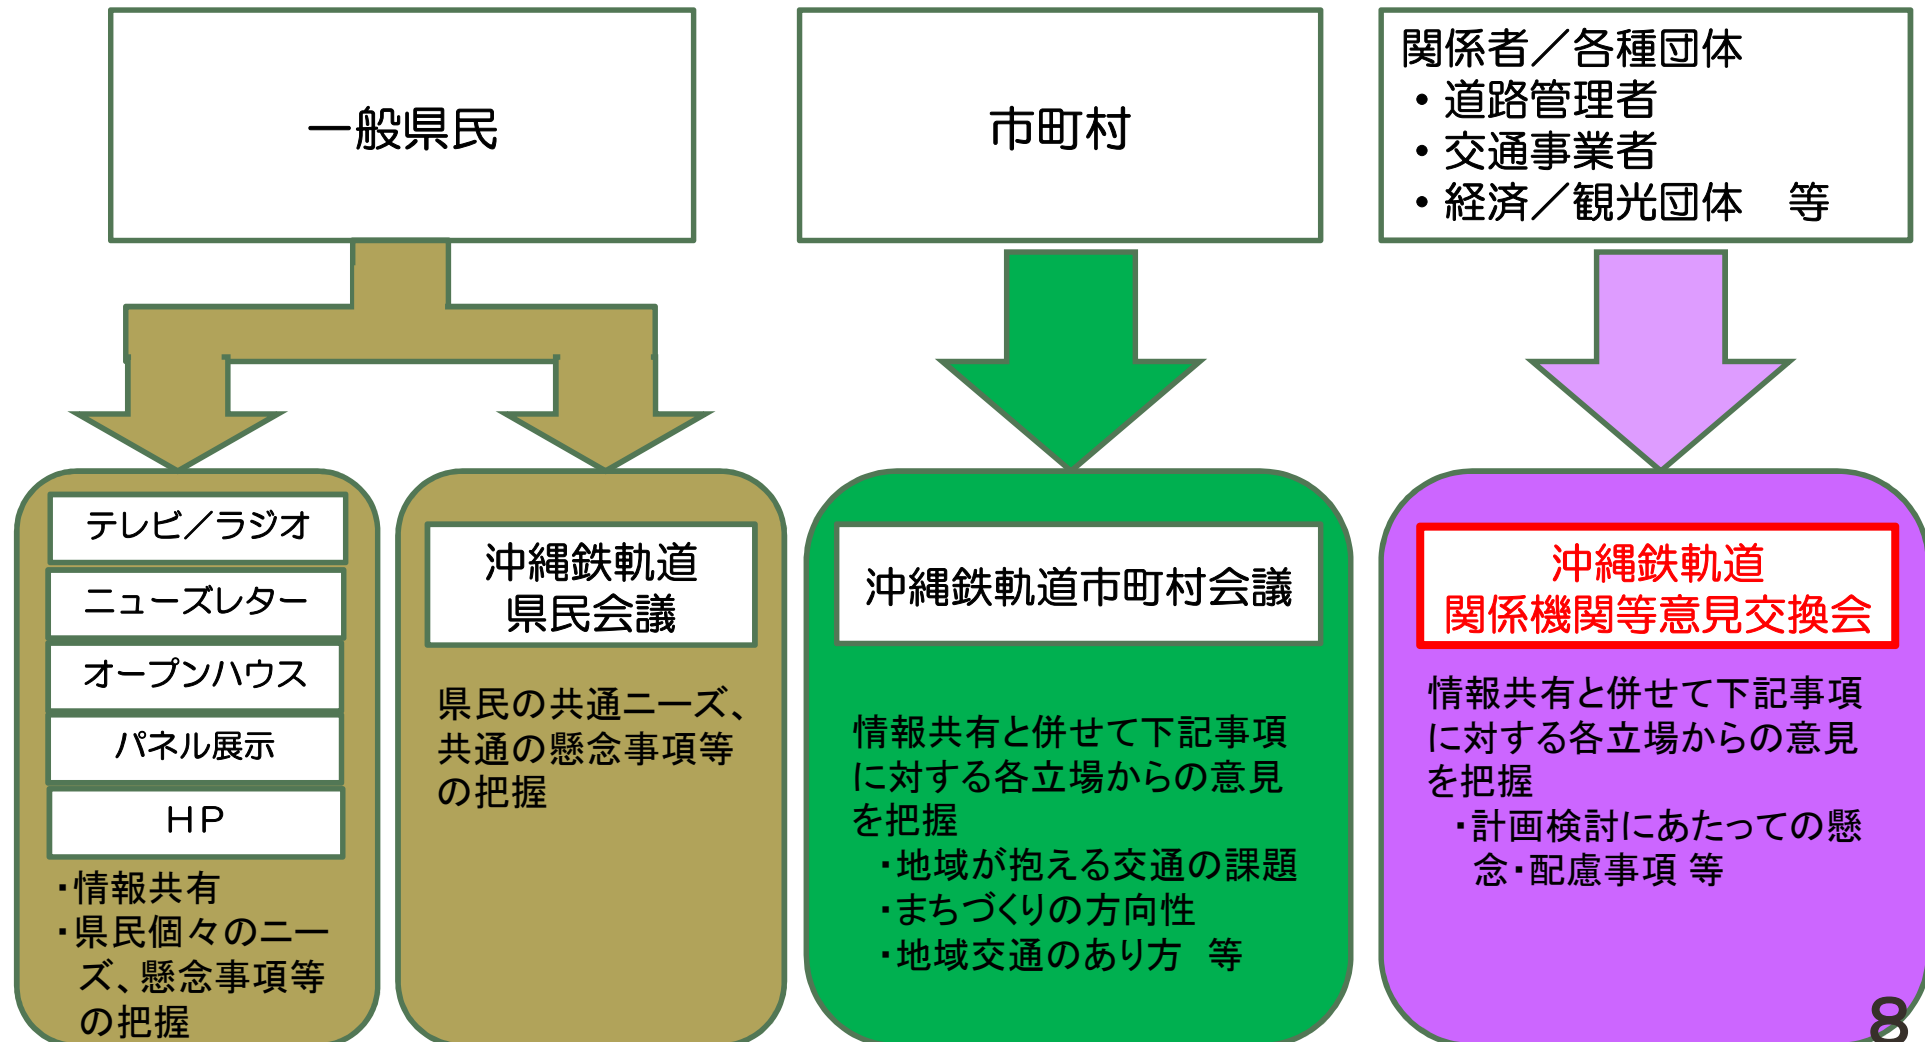 一般県民
市町村
関係者／各種団体
・道路管理者
・交通事業者
・経済／観光団体　等
テレビ／ラジオ
ニューズレター
オープンハウス
パネル展示
ＨＰ
・情報共有
・県民個々のニー
ズ、懸念事項等
の把握
沖縄鉄軌道
県民会議
県民の共通ニーズ、
共通の懸念事項等
の把握
沖縄鉄軌道市町村会議
情報共有と併せて下記事項
に対する各立場からの意見
を把握
・地域が抱える交通の課題
・まちづくりの方向性
・地域交通のあり方　等
沖縄鉄軌道
関係機関等意見交換会
情報共有と併せて下記事項
に対する各立場からの意見
を把握
・計画検討にあたっての懸
念・配慮事項 等
8